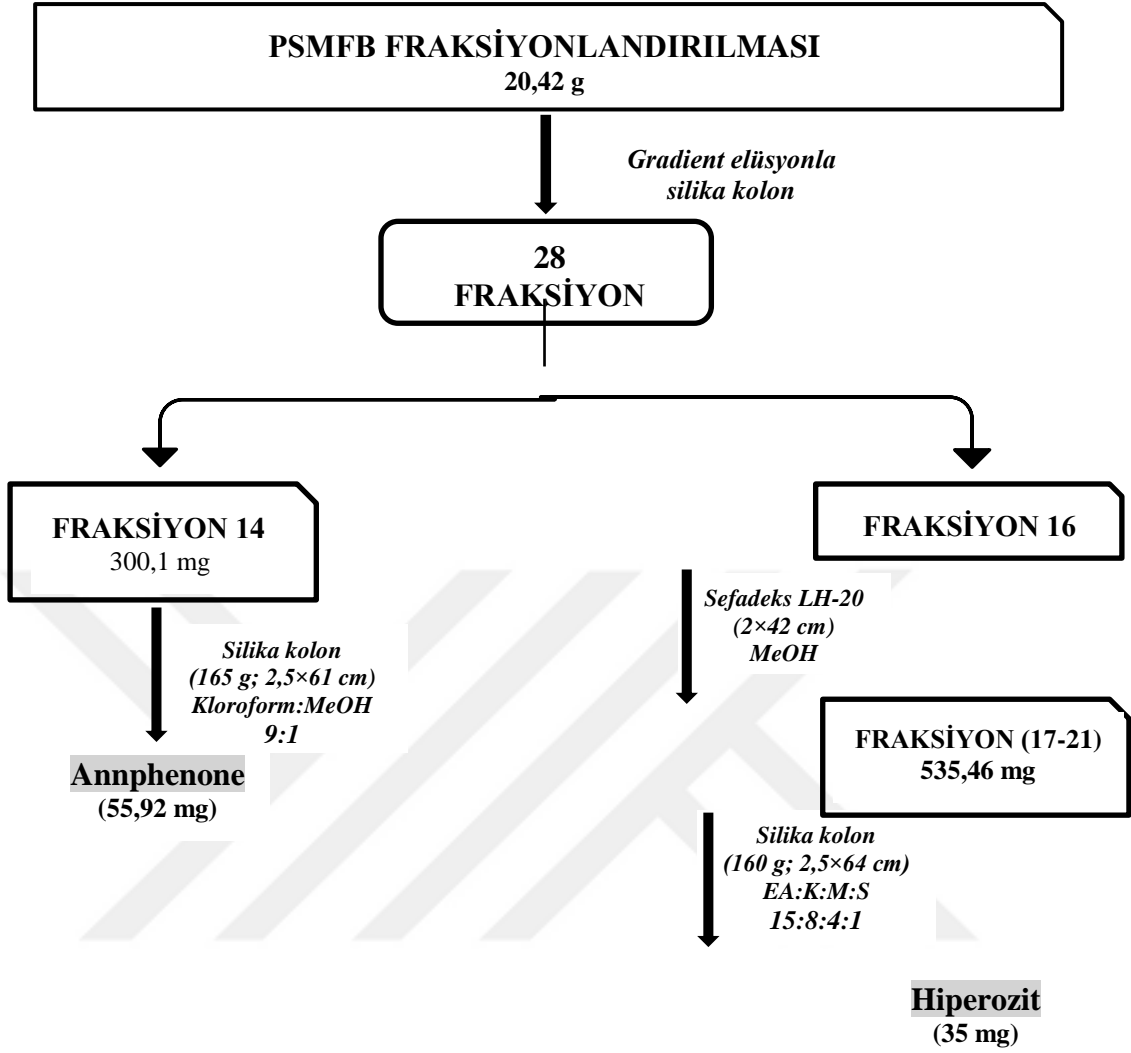 PSMFB FRAKSİYONLANDIRILMASI
20,42 g
Gradient elüsyonla
silika kolon
28
FRAKSİYON
FRAKSİYON 14
300,1 mg
Silika kolon
(165 g; 2,5×61 cm)
Kloroform:MeOH
9:1
Annphenone
(55,92 mg)
FRAKSİYON 16
Sefadeks LH-20
(2×42 cm)
MeOH
FRAKSİYON (17-21)
535,46 mg
Silika kolon
(160 g; 2,5×64 cm)
EA:K:M:S
15:8:4:1
Hiperozit
(35 mg)